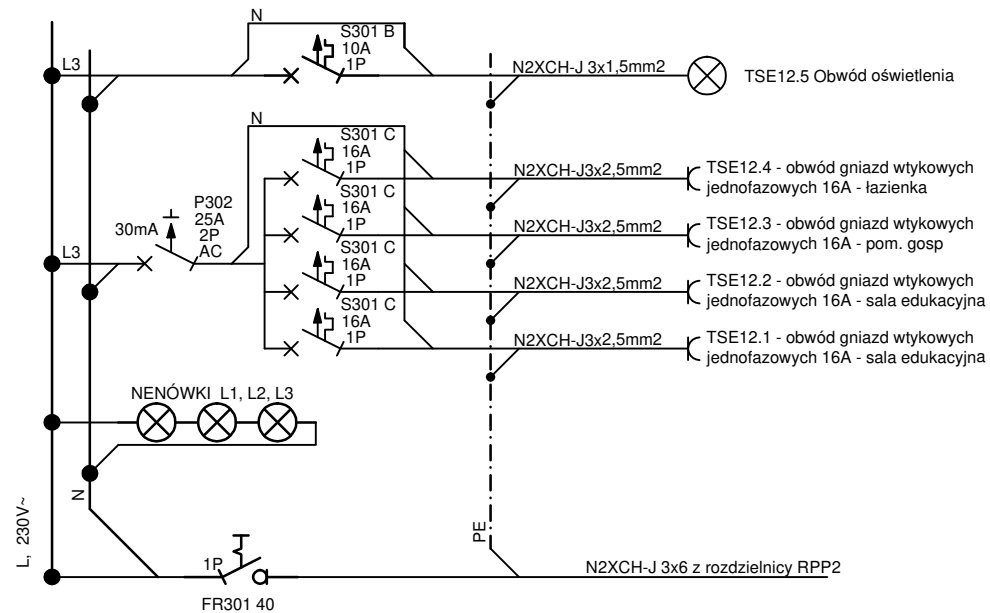 N
S301 B
10A
1P
L3
N2XCH-J 3x1,5mm2
TSE12.5 Obwód oświetlenia
N
S301 C
16A
1P
N2XCH-J3x2,5mm2
TSE12.4 - obwód gniazd wtykowych
jednofazowych 16A - łazienka
P302
25A
2P
AC
30mA
L3
S301 C
16A
1P
N2XCH-J3x2,5mm2
TSE12.3 - obwód gniazd wtykowych
jednofazowych 16A - pom. gosp
S301 C
16A
1P
N2XCH-J3x2,5mm2
TSE12.2 - obwód gniazd wtykowych
jednofazowych 16A - sala edukacyjna
S301 C
16A
1P
N2XCH-J3x2,5mm2
TSE12.1 - obwód gniazd wtykowych
jednofazowych 16A - sala edukacyjna
NENÓWKI L1, L2, L3
N
L, 230V~
PE
1P
FR301 40
N2XCH-J 3x6 z rozdzielnicy RPP2